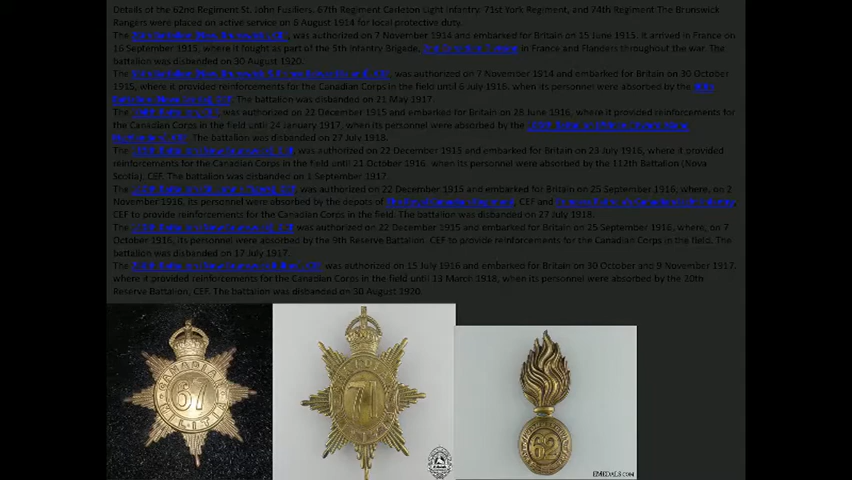 Details of the 62nd Regiment St. John Fusiliers. 67th Regiment Carleton Light Infantry. 71st York Regiment, and 74th Regiment The Brunswick
Rangers were placed on active service on 6 August 1914 for local protective duty.
The was authorized on 7 November 1914 and embarked for Britain on 15 June 1915. It arrived in France on
16 September 1915, where it fought as part of the 5th Infantry Brigade, in France and Flanders throughout the war. The
battalion was disbanded on 30 August 1920.
The was authorized on 7 November 1914 and embarked for Britain on 30 October
1915, where it provided reinforcements for the Canadian Corps in the field until 6 July 1916, when its personnel were absorbed by the
The battalion was disbanded on 21 May 1917.
The was authorized on 22 December 1915 and embarked for Britain on 28 June 1916, where it provided reinforcements for
the Canadian Corps in the field until 24 January 1917, when its personnel were absorbed by the
The battalion was disbanded on 27 July 1918.
The was authorized on 22 December 1915 and embarked for Britain on 23 July 1916, where it provided
reinforcements for the Canadian Corps in the field until 21 October 1916, when its personnel were absorbed by the 112th Battalion (Nova
Scotia), CEF. The battalion was disbanded on 1 September 1917.
The was authorized on 22 December 1915 and embarked for Britain on 25 September 1916, where, on 2
November 1916, its personnel were absorbed by the depots of CEF and
CEF to provide reinforcements for the Canadian Corps in the field. The battalion was disbanded on 27 July 1918.
The was authorized on 22 December 1915 and embarked for Britain on 25 September 1916, where, on 7
October 1916, its personnel were absorbed by the 9th Reserve Battalion, CEF to provide reinforcements for the Canadian Corps in the field. The
battalion was disbanded on 17 July 1917.
The was authorized on 15 July 1916 and embarked for Britain on 30 October and 9 November 1917,
where it provided reinforcements for the Canadian Corps in the field until 13 March 1918, when its personnel were absorbed by the 20th
Reserve Battalion, CEF. The battalion was disbanded on 30 August 1920.
CANADIAN
67
MILITIA
71
62
EMEDALS.COM